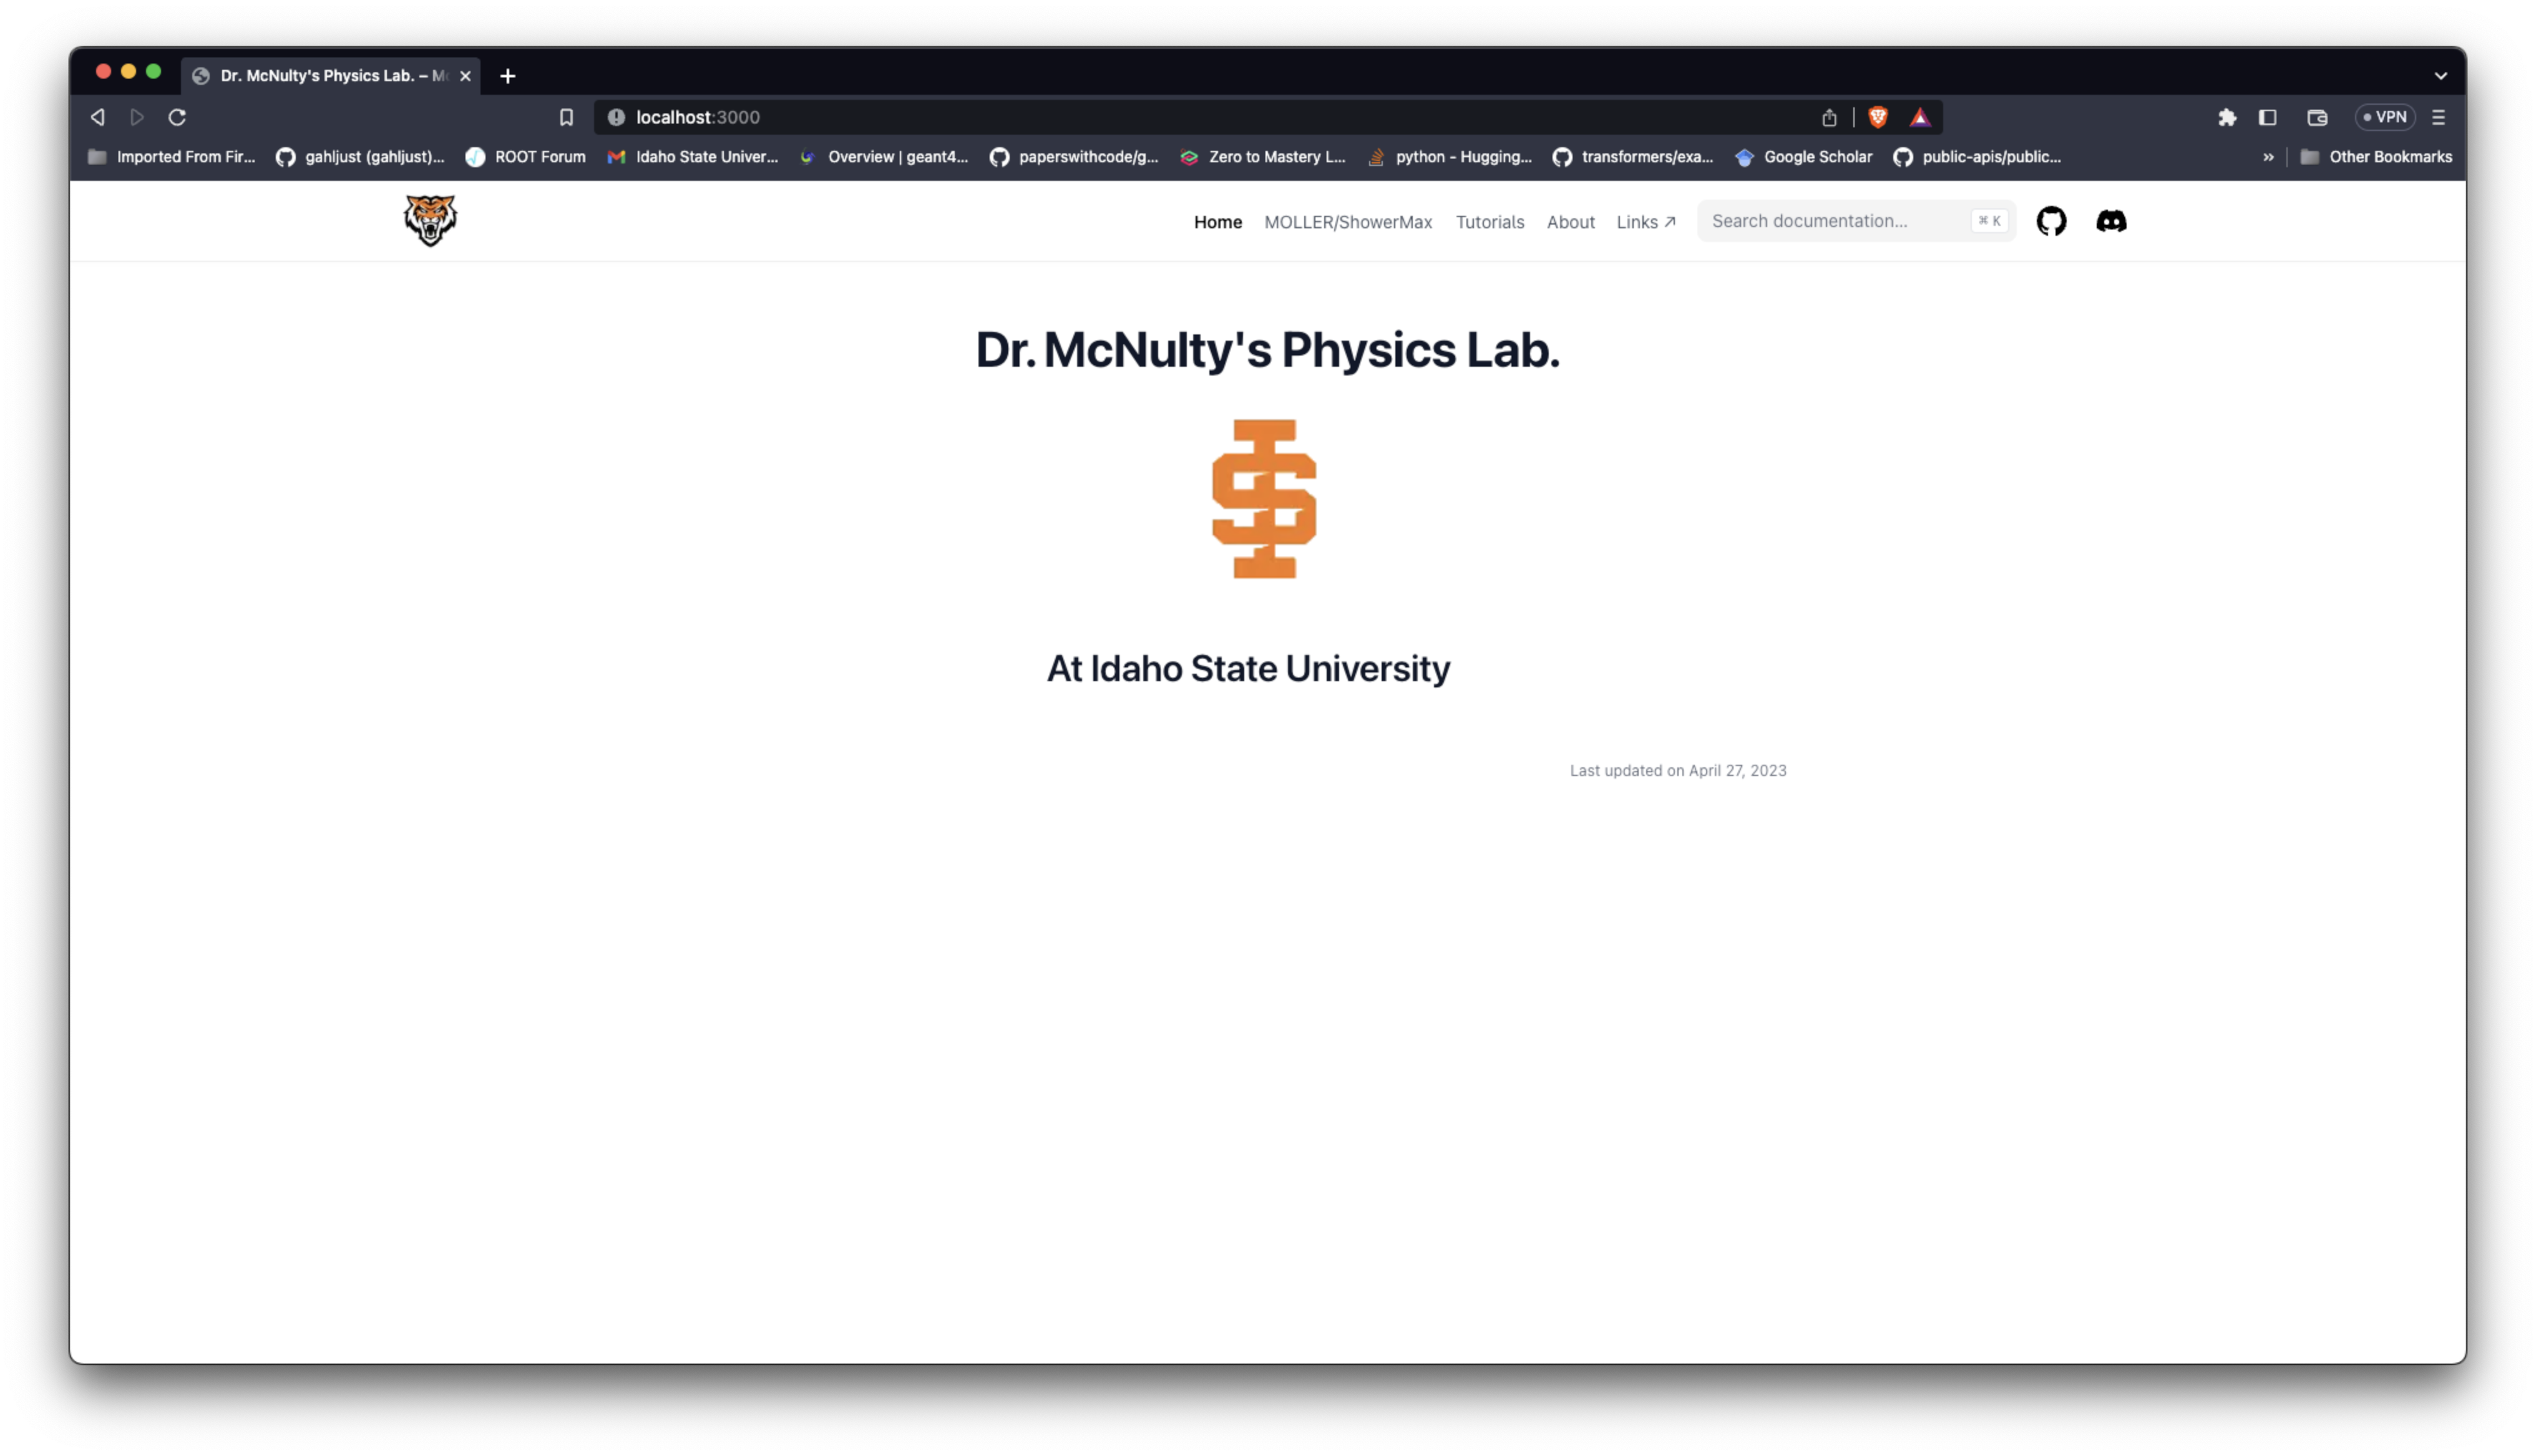 Dr. McNulty's Physics Lab. – Mc
localhost:3000
VPN
Imported From Fir... gahljust (gahljust)... ROOT Forum Idaho State Univer... Overview | geant4... paperswithcode/g... Zero to Mastery L... python - Hugging... transformers/exa... Google Scholar public-apis/public... » Other Bookmarks
Home MOLLER/ShowerMax Tutorials About Links ↗ Search documentation... ⌘ K
Dr. McNulty's Physics Lab.
At Idaho State University
Last updated on April 27, 2023